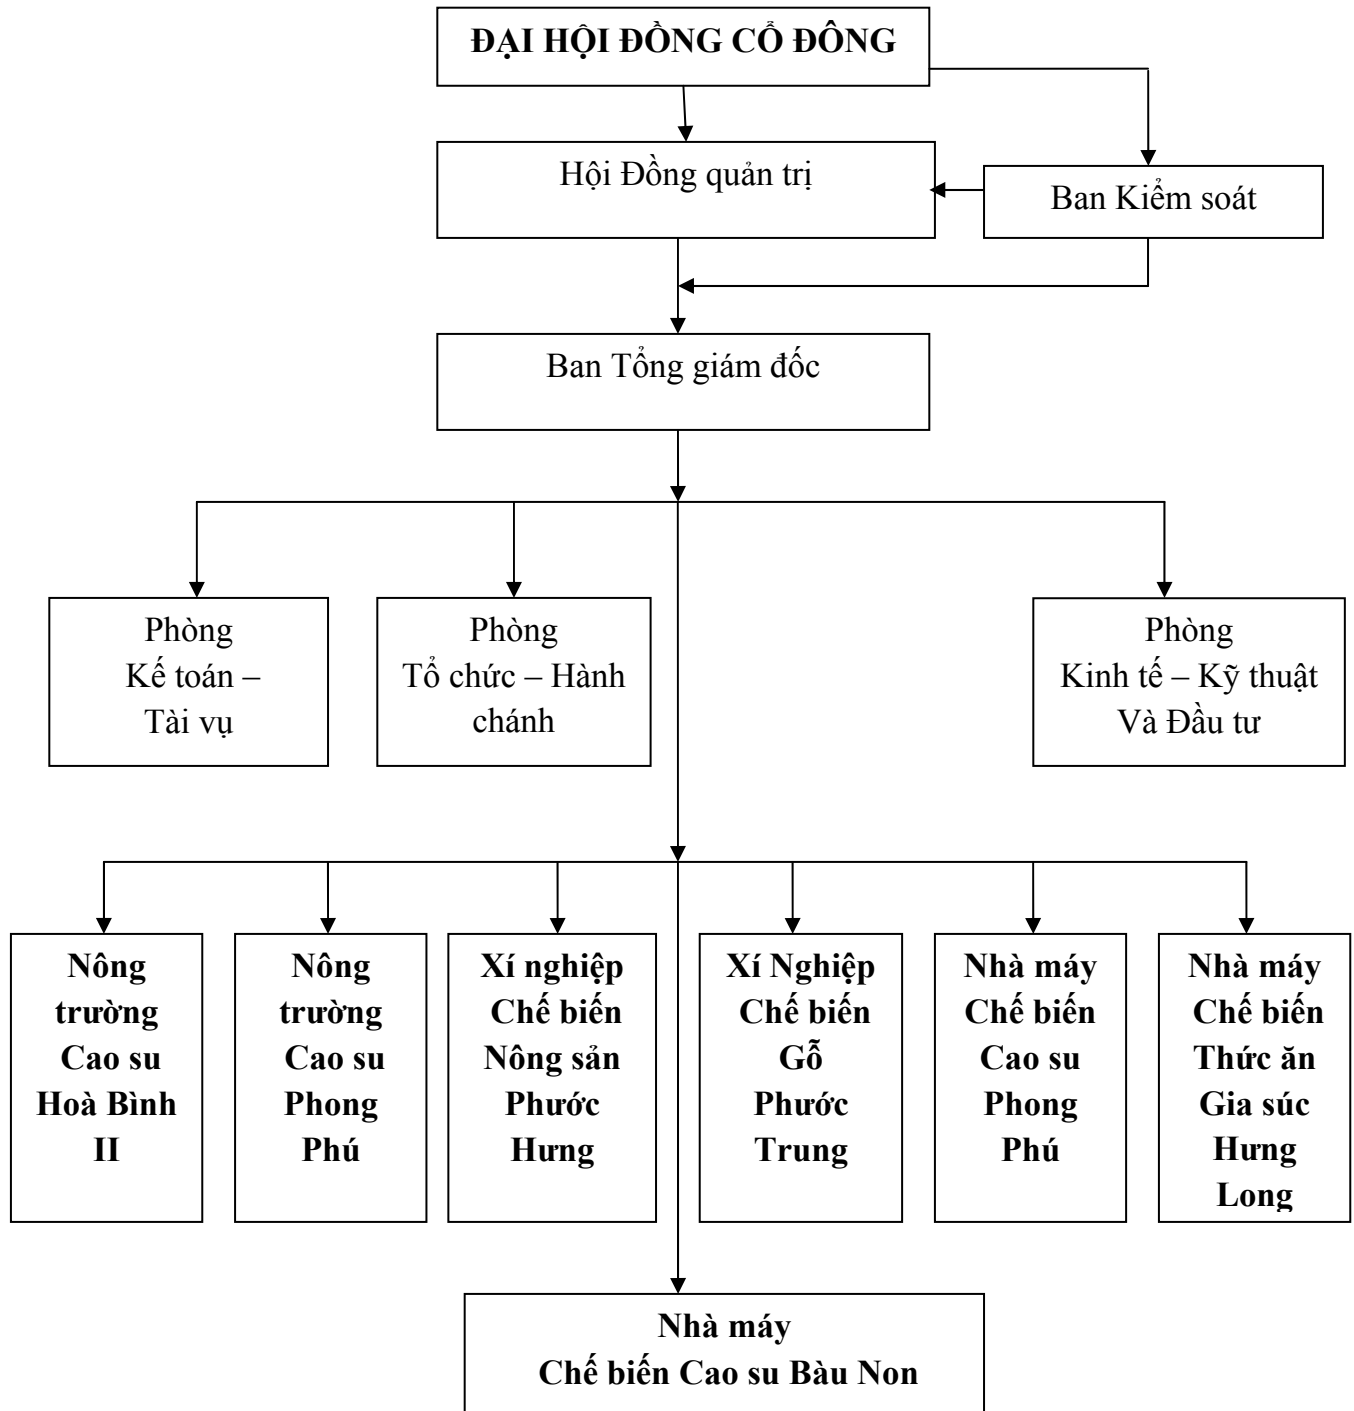 ĐẠI HỘI ĐỒNG CỔ ĐÔNG
Hội Đồng quản trị
Ban Kiểm soát
Ban Tổng giám đốc
Phòng
Kế toán –
Tài vụ
Phòng
Tổ chức – Hành
chánh
Phòng
Kinh tế – Kỹ thuật
Và Đầu tư
Nông
trường
Cao su
Hoà Bình
II
Nông
trường
Cao su
Phong
Phú
Xí nghiệp
Chế biến
Nông sản
Phước
Hưng
Xí Nghiệp
Chế biến
Gỗ
Phước
Trung
Nhà máy
Chế biến
Cao su
Phong
Phú
Nhà máy
Chế biến
Thức ăn
Gia súc
Hưng
Long
Nhà máy
Chế biến Cao su Bàu Non